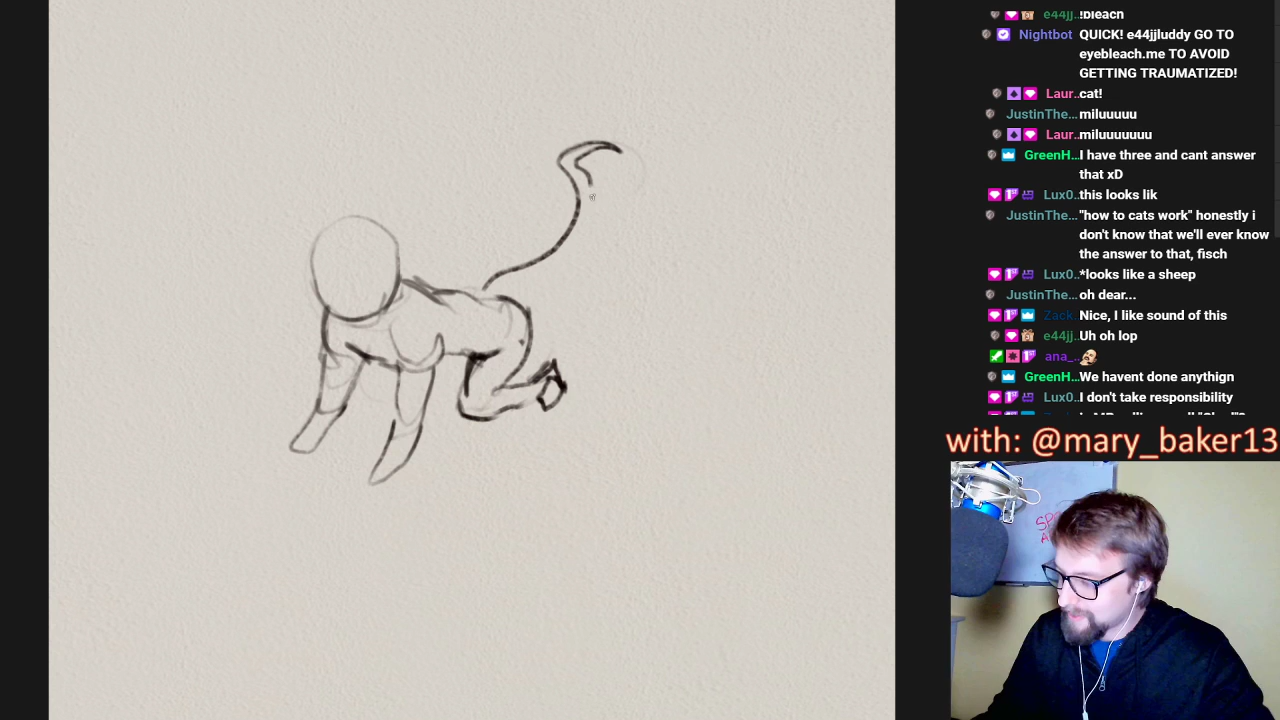 e44jj.. !bleach
Nightbot QUICK! e44jjluddy GO TO
eyebleach.me TO AVOID
GETTING TRAUMATIZED!
Laur.. cat!
JustinThe... miluuuuu
Laur.. miluuuuuuu
GreenH... I have three and cant answer
that xD
Lux0.. this looks lik
JustinThe... "how to cats work" honestly i
don't know that we'll ever know
the answer to that, fisch
Lux0.. *looks like a sheep
JustinThe... oh dear...
Zack. Nice, I like sound of this
e44jj.. Uh oh lop
ana_..
GreenH... We havent done anythign
Lux0.. I don't take responsibility
with: @mary_baker13